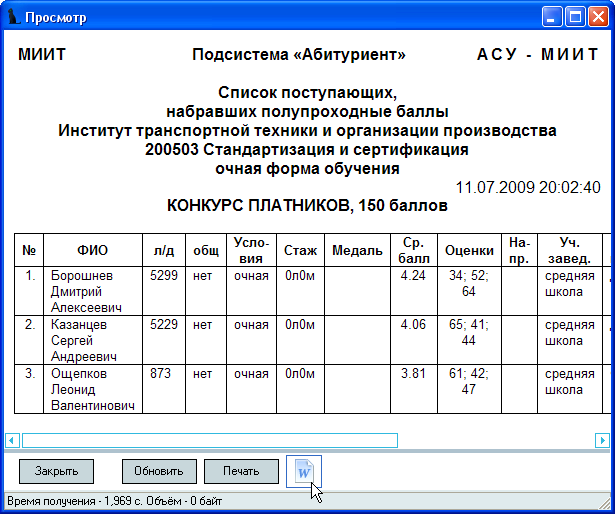 Просмотр
МИИТ Подсистема «Абитуриент» АСУ - МИИТ
Список поступающих,
набравших полупроходные баллы
Институт транспортной техники и организации производства
200503 Стандартизация и сертификация
очная форма обучения
11.07.2009 20:02:40
КОНКУРС ПЛАТНИКОВ, 150 баллов
№ ФИО л/д общ Усло- Стаж Медаль Ср. Оценки На- Уч.
вия балл пр. завед.
1. Борошнев 5299 нет очная 0л0м 4.24 34; 52; средняя
Дмитрий 64 школа
Алексеевич
2. Казанцев 5229 нет очная 0л0м 4.06 65; 41; средняя
Сергей 44 школа
Андреевич
3. Ощепков 873 нет очная 0л0м 3.81 61; 42; средняя
Леонид 47 школа
Валентинович
Закрыть Обновить Печать W
Время получения - 1,969 с. Объём - 0 байт